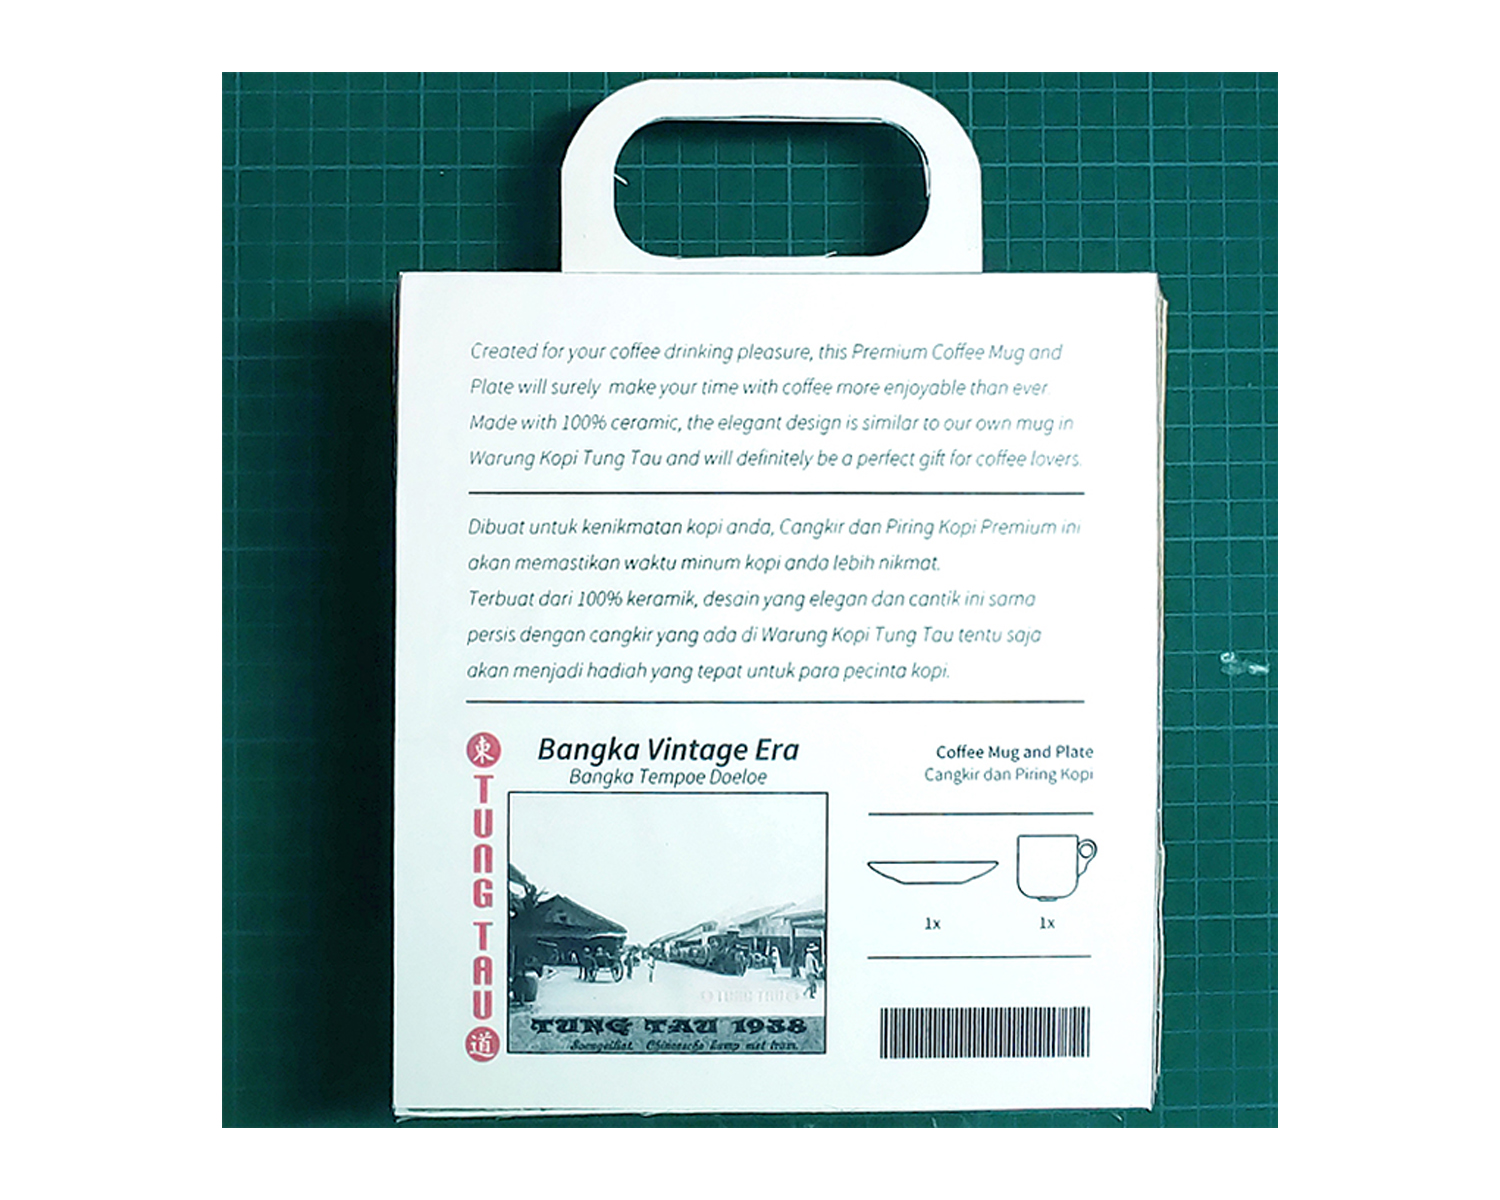 Created for your coffee drinking pleasure, this Premium Coffee Mug and
Plate will surely make your time with coffee more enjoyable than ever.
Made with 100% ceramic, the elegant design is similar to our own mug in
Warung Kopi Tung Tau and will definitely be a perfect gift for coffee lovers.
Dibuat untuk kenikmatan kopi anda, Cangkir dan Piring Kopi Premium ini
akan memastikan waktu minum kopi anda lebih nikmat.
Terbuat dari 100% keramik, desain yang elegan dan cantik ini sama
persis dengan cangkir yang ada di Warung Kopi Tung Tau tentu saja
akan menjadi hadiah yang tepat untuk para pecinta kopi.
東
TUNG TAU
道
Bangka Vintage Era
Bangka Tempoe Doeloe
TUNG TAU
TUNG TAU 1938
Soengeiliat. Chineesche kamp met tram.
Coffee Mug and Plate
Cangkir dan Piring Kopi
1x
1x